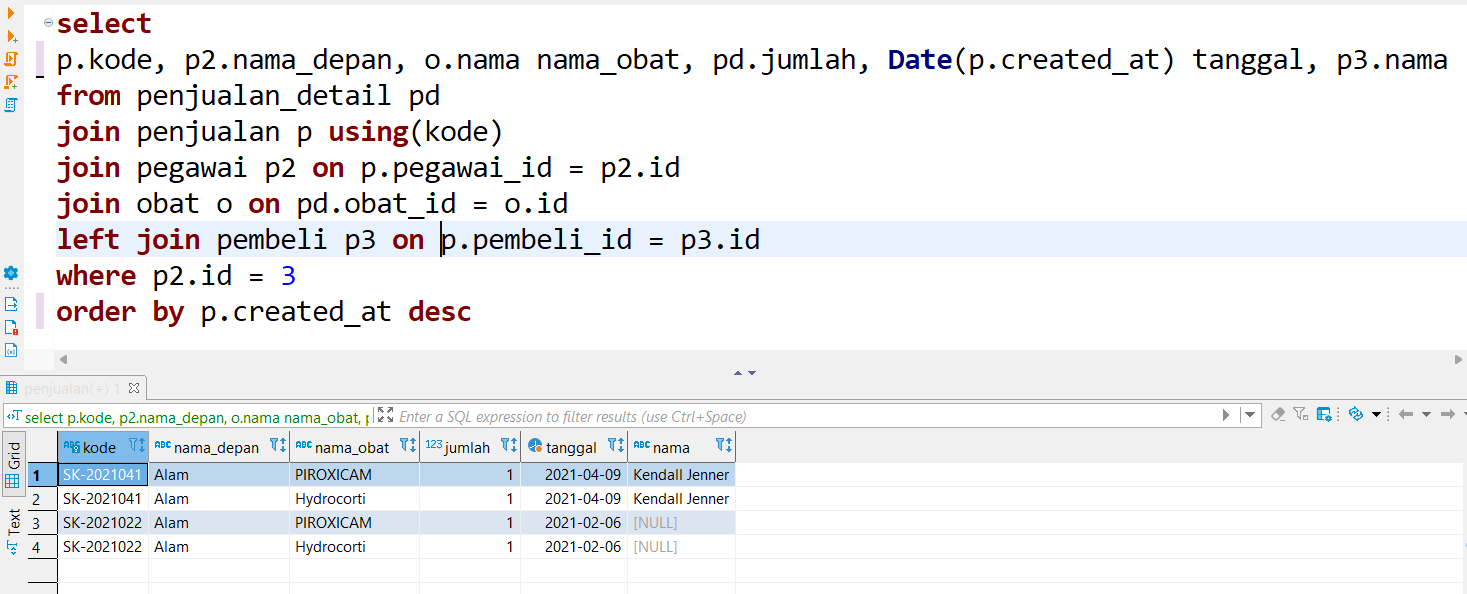 select
p.kode, p2.nama_depan, o.nama nama_obat, pd.jumlah, Date(p.created_at) tanggal, p3.nama
from penjualan_detail pd
join penjualan p using(kode)
join pegawai p2 on p.pegawai_id = p2.id
join obat o on pd.obat_id = o.id
left join pembeli p3 on p.pembeli_id = p3.id
where p2.id = 3
order by p.created_at desc
penjualan(+) 1
select p.kode, p2.nama_depan, o.nama nama_obat, p Enter a SQL expression to filter results (use Ctrl+Space)
Grid
Text
ABC kode ABC nama_depan ABC nama_obat 123 jumlah tanggal ABC nama
1 SK-2021041 Alam PIROXICAM 1 2021-04-09 Kendall Jenner
2 SK-2021041 Alam Hydrocorti 1 2021-04-09 Kendall Jenner
3 SK-2021022 Alam PIROXICAM 1 2021-02-06 [NULL]
4 SK-2021022 Alam Hydrocorti 1 2021-02-06 [NULL]